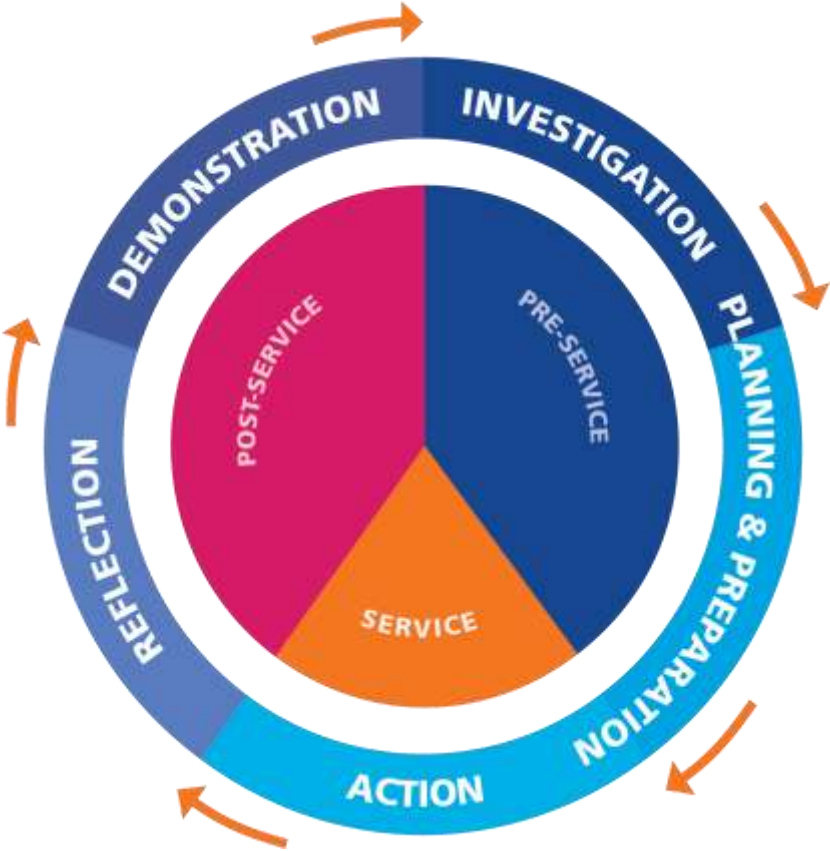 INVESTIGATION
PLANNING & PREPARATION
ACTION
REFLECTION
DEMONSTRATION
PRE-SERVICE
SERVICE
POST-SERVICE